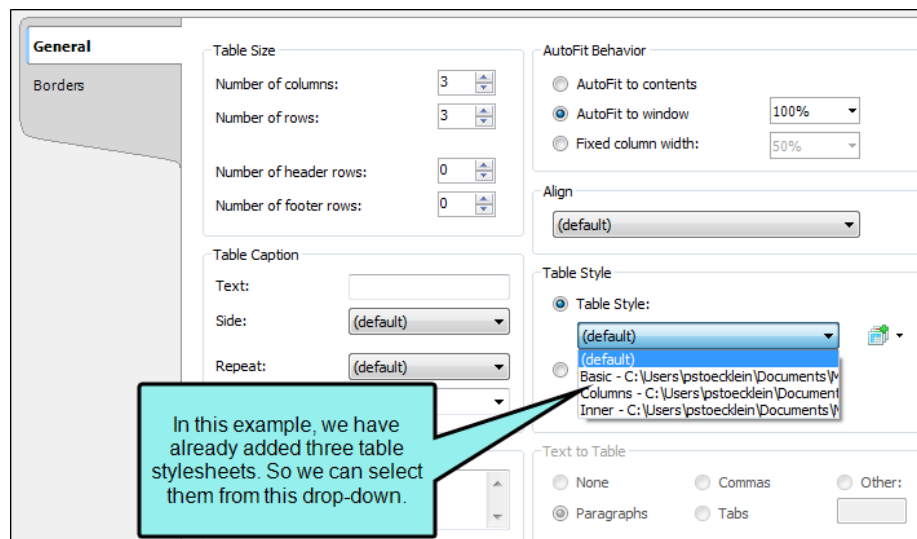 General
Borders
Table Size
Number of columns: 3
Number of rows: 3
Number of header rows: 0
Number of footer rows: 0
Table Caption
Text:
Side: (default)
Repeat: (default)
In this example, we have
already added three table
stylesheets. So we can select
them from this drop-down.
AutoFit Behavior
AutoFit to contents
AutoFit to window 100%
Fixed column width: 50%
Align
(default)
Table Style
Table Style:
(default)
(default)
Basic - C:\Users\pstoecklein\Documents\M
Columns - C:\Users\pstoecklein\Document
Inner - C:\Users\pstoecklein\Documents\M
Text to Table
None Commas Other:
Paragraphs Tabs